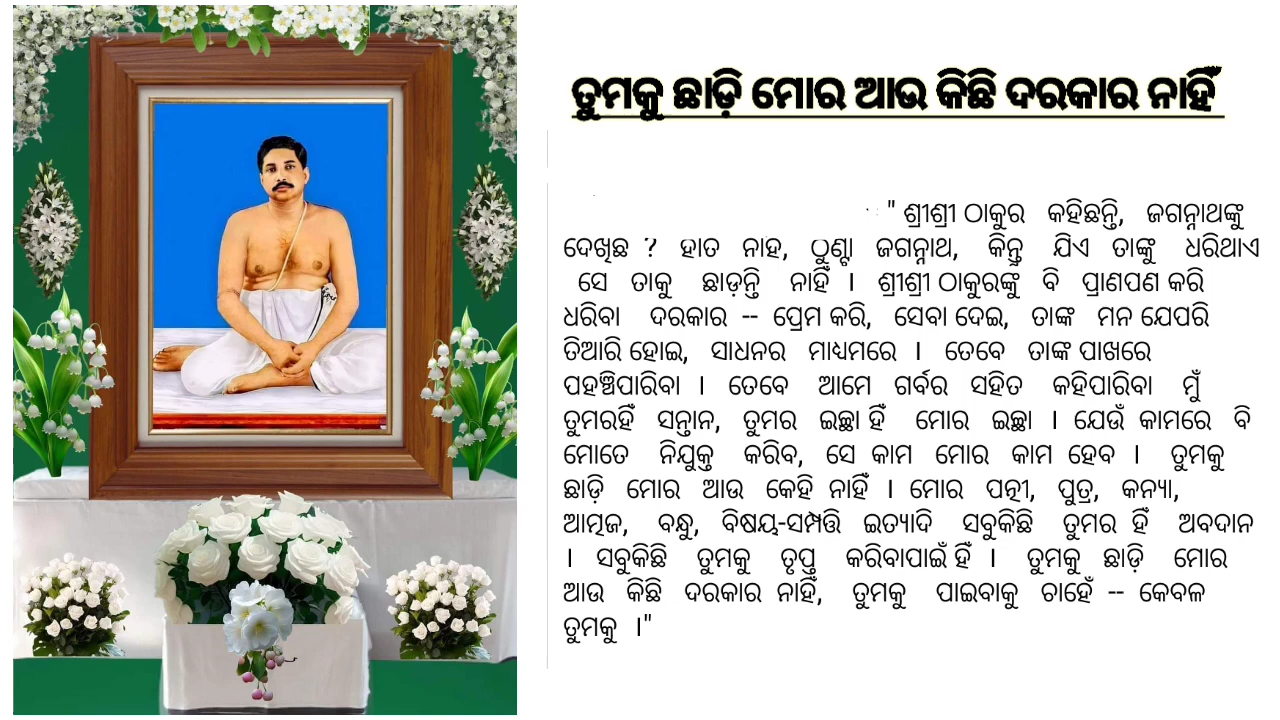 ତୁମକୁ ଛାଡ଼ି ମୋର ଆଉ କିଛି ଦରକାର ନାହିଁ
" ଶ୍ରୀଶ୍ରୀ ଠାକୁର କହିଛନ୍ତି, ଜଗନ୍ନାଥଙ୍କୁ
ଦେଖିଛ ? ହାତ ନାହ, ଠୁଣ୍ଟା ଜଗନ୍ନାଥ, କିନ୍ତୁ ଯିଏ ତାଙ୍କୁ ଧରିଥାଏ
ସେ ତାକୁ ଛାଡ଼ନ୍ତି ନାହିଁ । ଶ୍ରୀଶ୍ରୀ ଠାକୁରଙ୍କୁ ବି ପ୍ରାଣପଣ କରି
ଧରିବା ଦରକାର -- ପ୍ରେମ କରି, ସେବା ଦେଇ, ତାଙ୍କ ମନ ଯେପରି
ତିଆରି ହୋଇ, ସାଧନର ମାଧ୍ୟମରେ । ତେବେ ତାଙ୍କ ପାଖରେ
ପହଞ୍ଚିପାରିବା । ତେବେ ଆମେ ଗର୍ବର ସହିତ କହିପାରିବା ମୁଁ
ତୁମରହିଁ ସନ୍ତାନ, ତୁମର ଇଚ୍ଛା ହିଁ ମୋର ଇଚ୍ଛା । ଯେଉଁ କାମରେ ବି
ମୋତେ ନିଯୁକ୍ତ କରିବ, ସେ କାମ ମୋର କାମ ହେବ । ତୁମକୁ
ଛାଡ଼ି ମୋର ଆଉ କେହି ନାହିଁ । ମୋର ପତ୍ନୀ, ପୁତ୍ର, କନ୍ୟା,
ଆତ୍ମଜ, ବନ୍ଧୁ, ବିଷୟ-ସମ୍ପତ୍ତି ଇତ୍ୟାଦି ସବୁକିଛି ତୁମର ହିଁ ଅବଦାନ
। ସବୁକିଛି ତୁମକୁ ତୃପ୍ତ କରିବାପାଇଁ ହିଁ । ତୁମକୁ ଛାଡ଼ି ମୋର
ଆଉ କିଛି ଦରକାର ନାହିଁ, ତୁମକୁ ପାଇବାକୁ ଚାହେଁ -- କେବଳ
ତୁମକୁ ।"